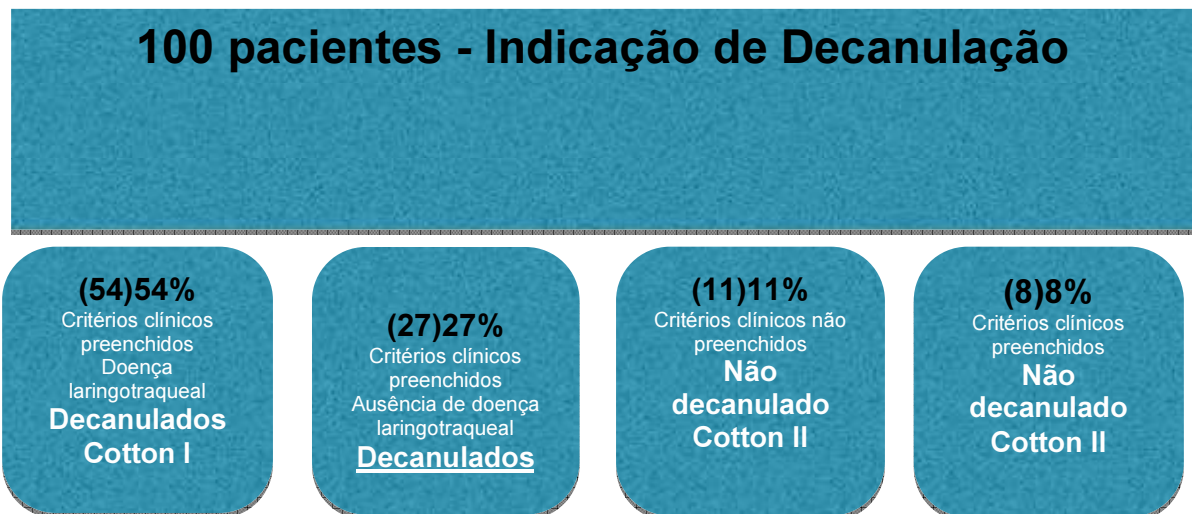 100 pacientes - Indicação de Decanulação
(54)54%
Critérios clínicos
preenchidos
Doença
laringotraqueal
Decanulados
Cotton I
(27)27%
Critérios clínicos
preenchidos
Ausência de doença
laringotraqueal
Decanulados
(11)11%
Critérios clínicos não
preenchidos
Não
decanulado
Cotton II
(8)8%
Critérios clínicos
preenchidos
Não
decanulado
Cotton II